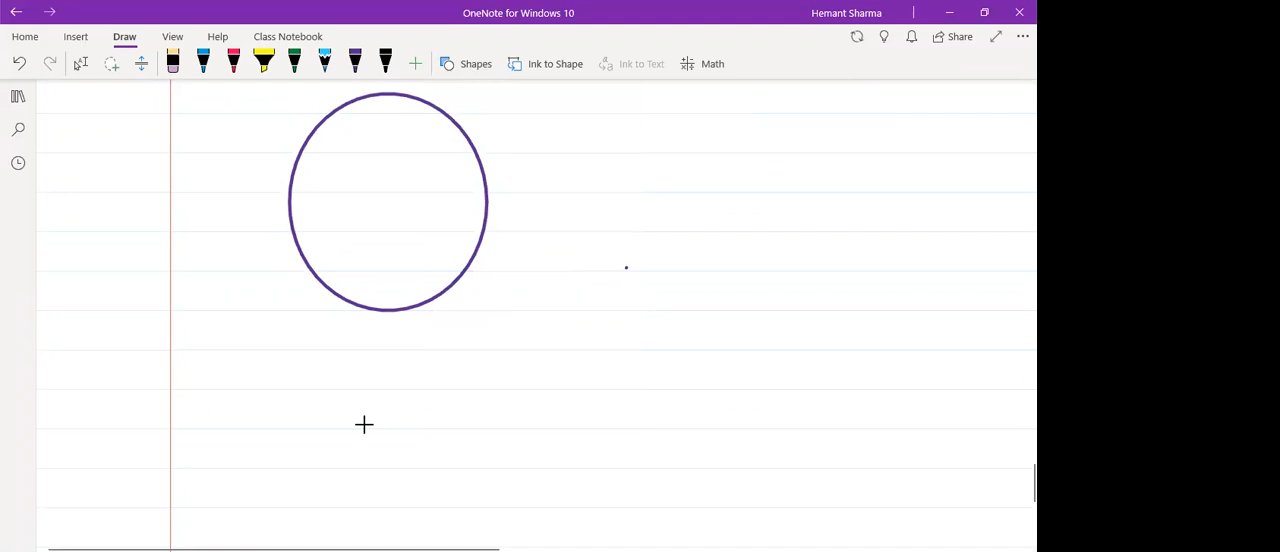 OneNote for Windows 10
Hemant Sharma
Home Insert Draw View Help Class Notebook
Share
Shapes Ink to Shape Ink to Text Math